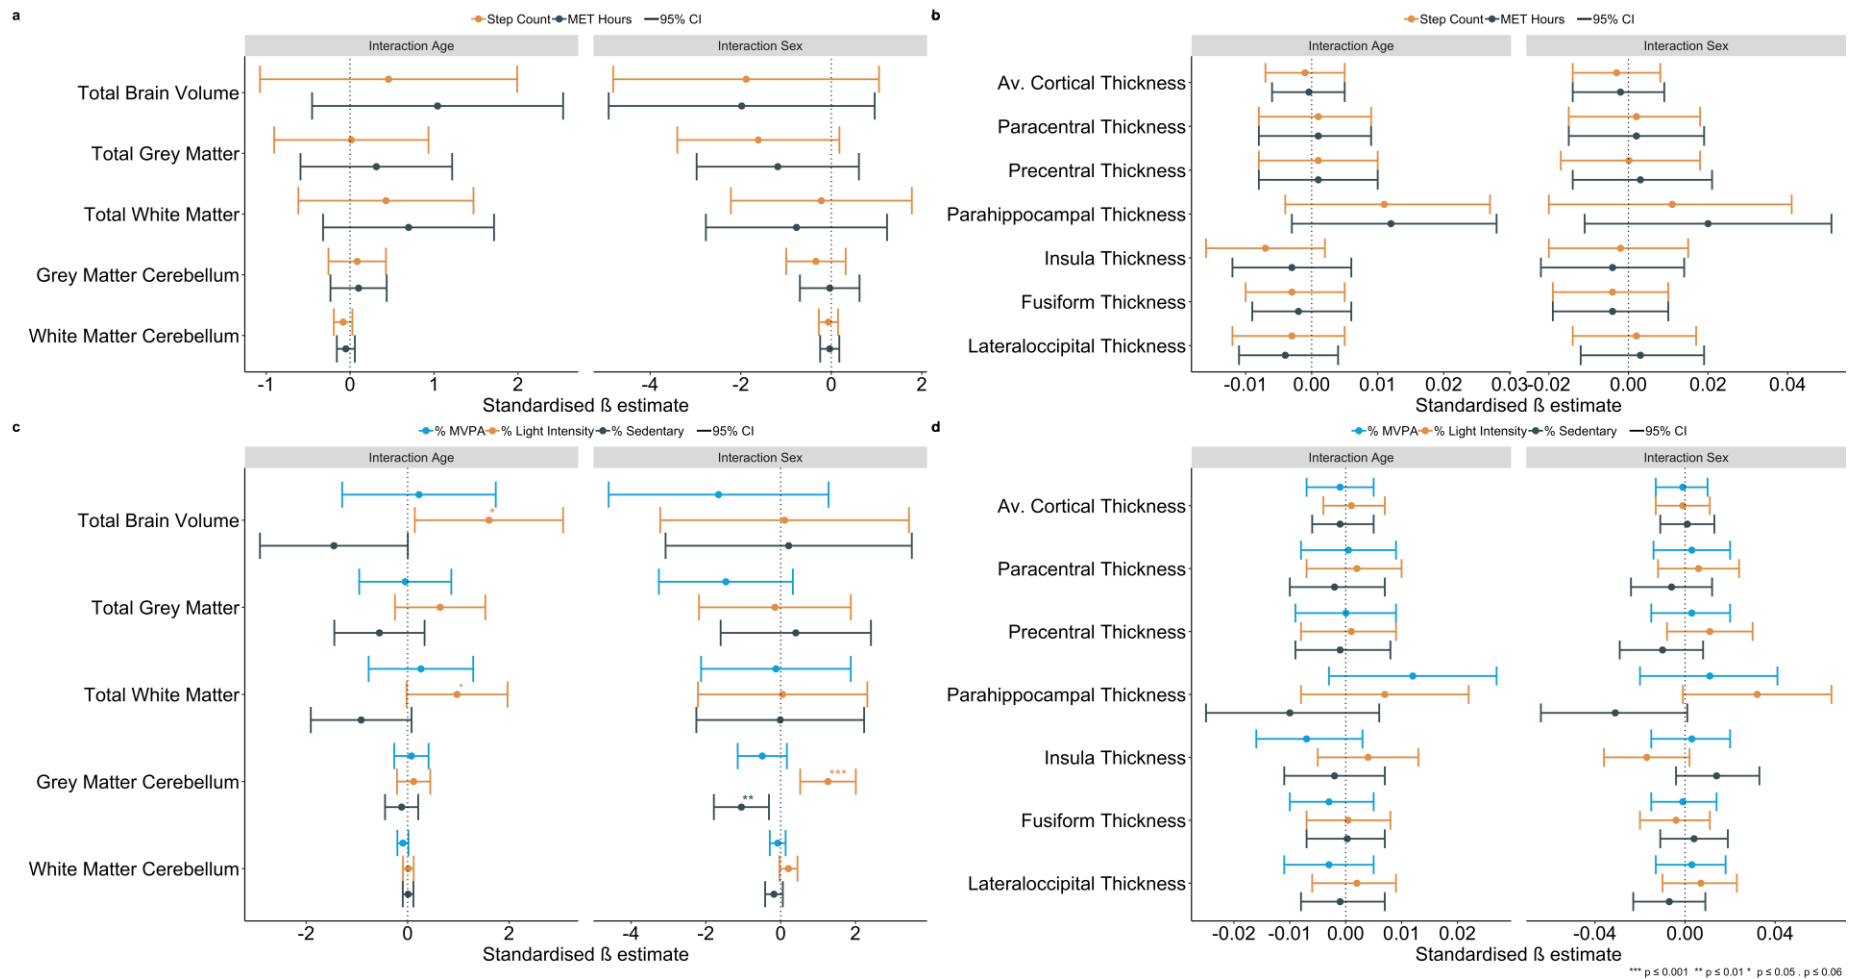 a
Step Count MET Hours 95% CI
Interaction Age Interaction Sex
Total Brain Volume
Total Grey Matter
Total White Matter
Grey Matter Cerebellum
White Matter Cerebellum
-1 0 1 2 -4 -2 0 2
Standardised ß estimate
b
Step Count MET Hours 95% CI
Interaction Age Interaction Sex
Av. Cortical Thickness
Paracentral Thickness
Precentral Thickness
Parahippocampal Thickness
Insula Thickness
Fusiform Thickness
Lateraloccipital Thickness
-0.01 0.00 0.01 0.02 0.03 -0.02 0.00 0.02 0.04
Standardised ß estimate
c
% MVPA % Light Intensity % Sedentary 95% CI
Interaction Age Interaction Sex
Total Brain Volume
*
Total Grey Matter
Total White Matter
.
Grey Matter Cerebellum
***
**
White Matter Cerebellum
-2 0 2 -4 -2 0 2
Standardised ß estimate
d
% MVPA % Light Intensity % Sedentary 95% CI
Interaction Age Interaction Sex
Av. Cortical Thickness
Paracentral Thickness
Precentral Thickness
Parahippocampal Thickness
Insula Thickness
Fusiform Thickness
Lateraloccipital Thickness
-0.02 -0.01 0.00 0.01 0.02 -0.04 0.00 0.04
Standardised ß estimate
*** p ≤ 0.001 ** p ≤ 0.01 * p ≤ 0.05 . p ≤ 0.06